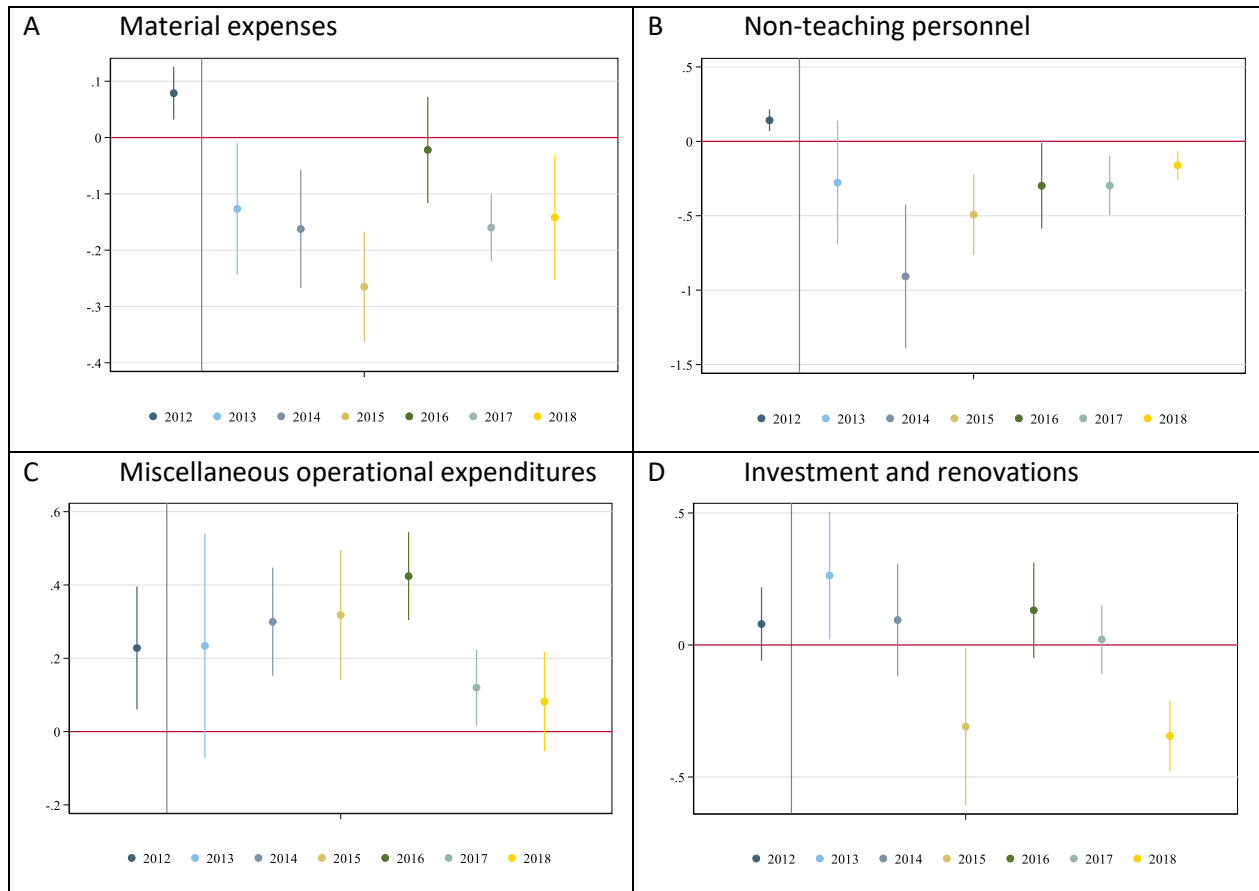 A Material expenses
.1
0
-.1
-.2
-.3
-.4
2012 2013 2014 2015 2016 2017 2018
B Non-teaching personnel
.5
0
-.5
-1
-1.5
2012 2013 2014 2015 2016 2017 2018
C Miscellaneous operational expenditures
.6
.4
.2
0
-.2
2012 2013 2014 2015 2016 2017 2018
D Investment and renovations
.5
0
-.5
2012 2013 2014 2015 2016 2017 2018